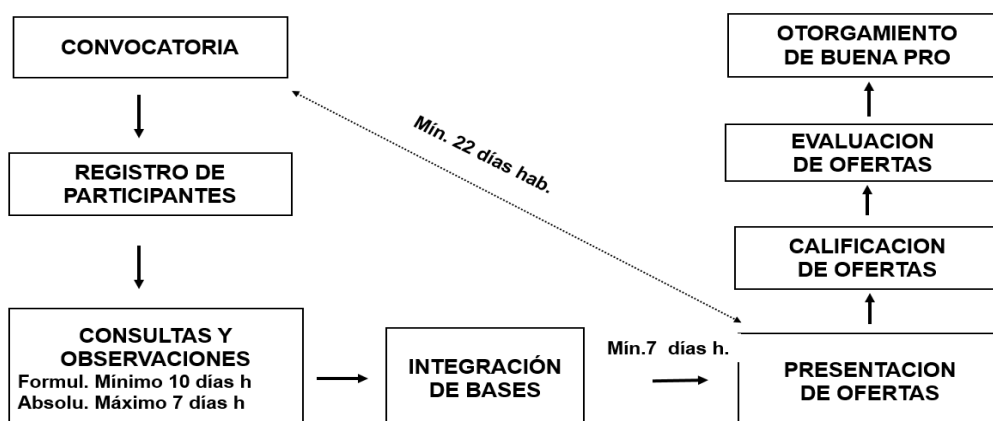 CONVOCATORIA
REGISTRO DE
PARTICIPANTES
CONSULTAS Y
OBSERVACIONES
Formul. Mínimo 10 días h
Absolu. Máximo 7 días h
INTEGRACIÓN
DE BASES
Mín.7 días h.
Mín. 22 días hab.
PRESENTACION
DE OFERTAS
CALIFICACION
DE OFERTAS
EVALUACION
DE OFERTAS
OTORGAMIENTO
DE BUENA PRO